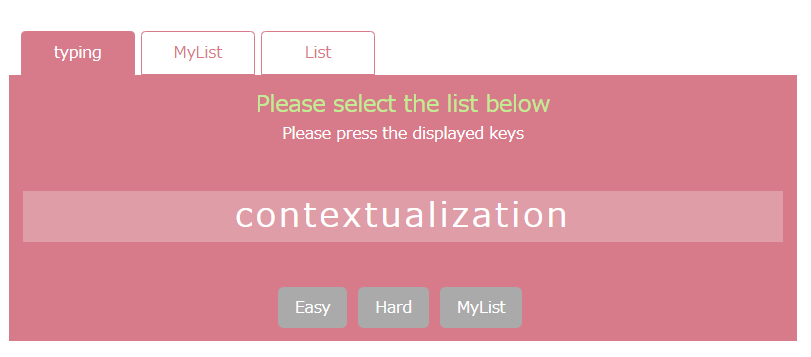 typing MyList List
Please select the list below
Please press the displayed keys
contextualization
Easy Hard MyList